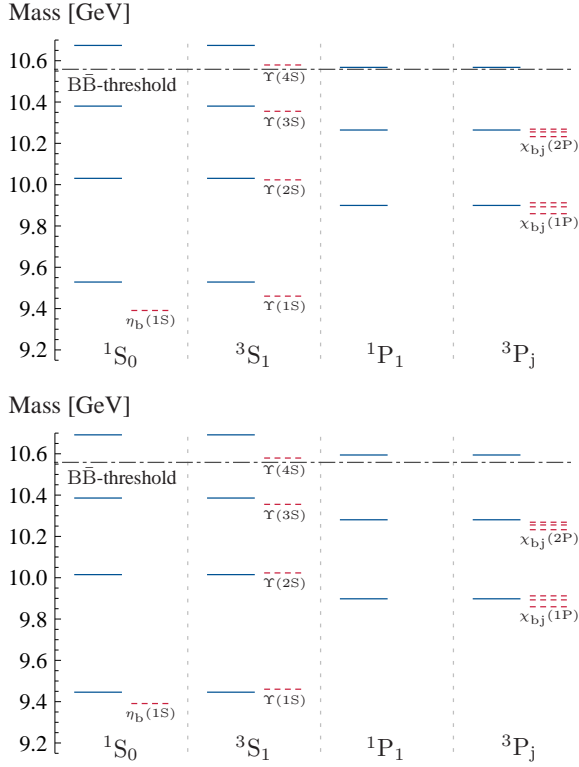 Mass [GeV]
10.6
Υ(4S)
BB̄-threshold
10.4
Υ(3S)
10.2
χbj(2P)
10.0
Υ(2S)
9.8
χbj(1P)
9.6
9.4
Υ(1S)
ηb(1S)
9.2
¹S₀ ³S₁ ¹P₁ ³Pⱼ
Mass [GeV]
10.6
Υ(4S)
BB̄-threshold
10.4
Υ(3S)
10.2
χbj(2P)
10.0
Υ(2S)
9.8
χbj(1P)
9.6
9.4
Υ(1S)
ηb(1S)
9.2
¹S₀ ³S₁ ¹P₁ ³Pⱼ